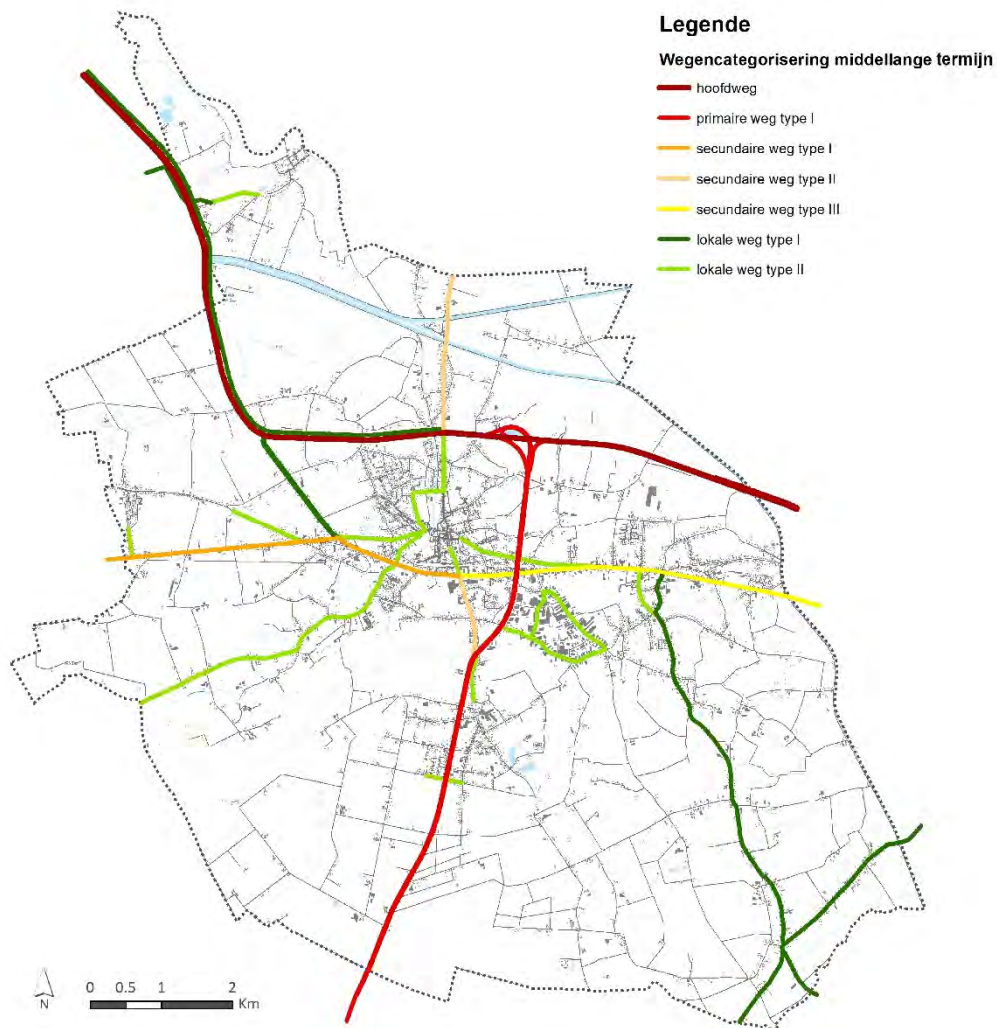 Legende
Wegencategorisering middellange termijn
hoofdweg
primaire weg type I
secundaire weg type I
secundaire weg type II
secundaire weg type III
lokale weg type I
lokale weg type II
N
0 0.5 1 2
Km